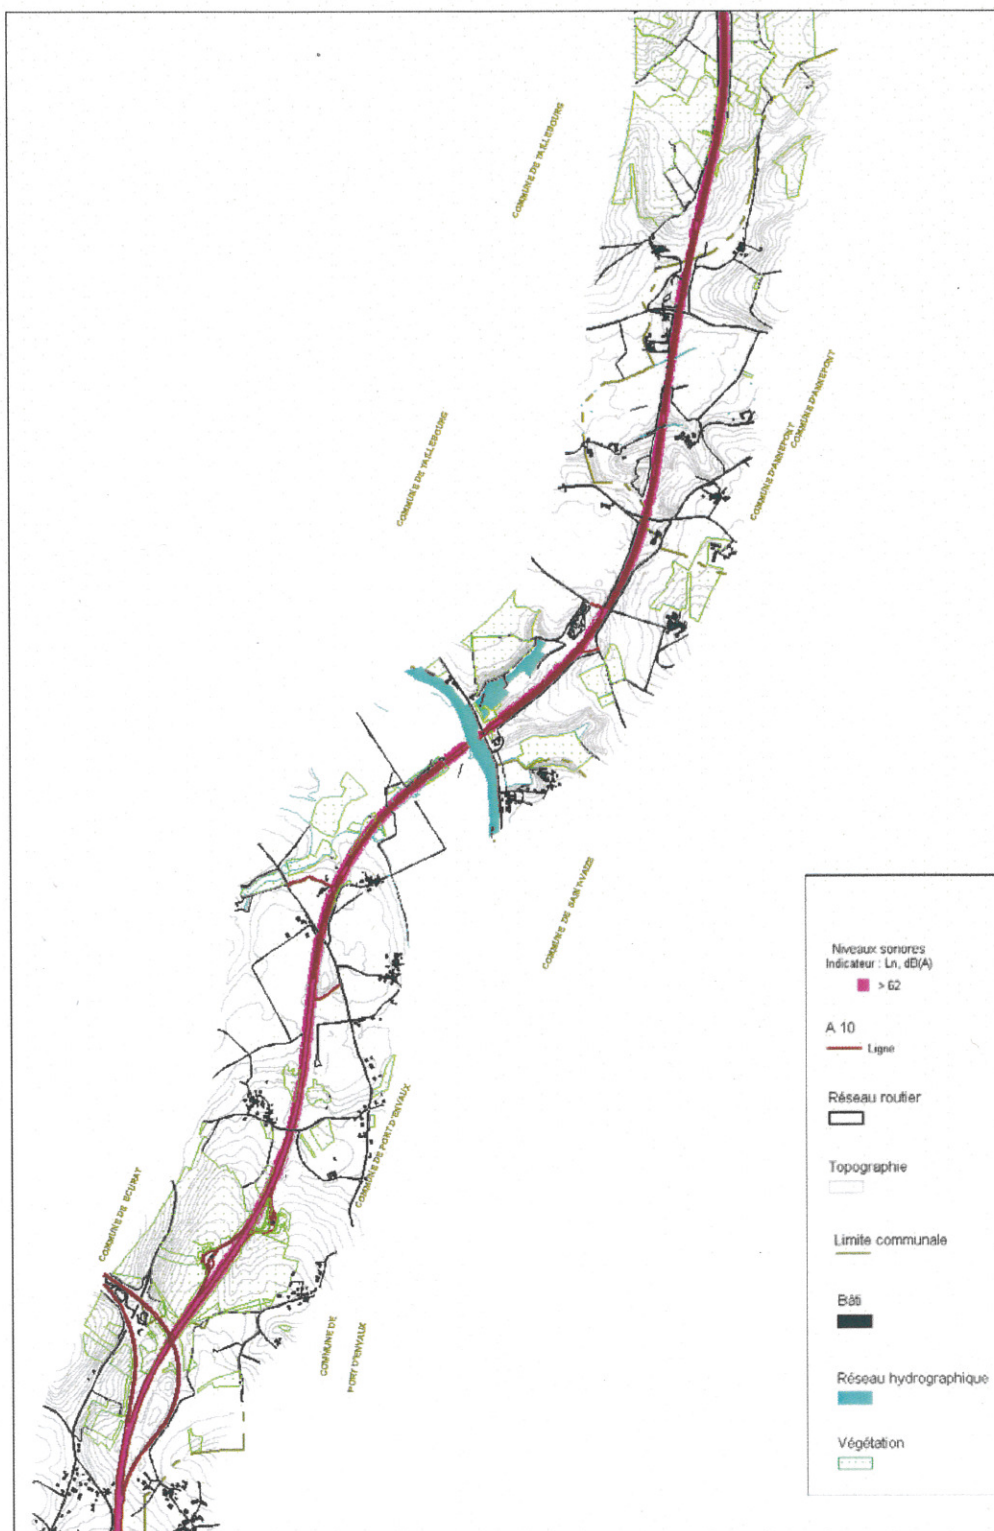 COMMUNE DE TAILLEBOURG
COMMUNE DE TAILLEBOURG
COMMUNE D'ANNEPONT
COMMUNE D'ANNEPONT
COMMUNE DE SAINT-VAIZE
COMMUNE DE PORT D'ENVAUX
COMMUNE DE ECURAT
COMMUNE DE
PORT D'ENVAUX
Niveaux sonores
Indicateur : Ln, dB(A)
> 62
A 10
Ligne
Réseau routier
Topographie
Limite communale
Bâti
Réseau hydrographique
Végétation